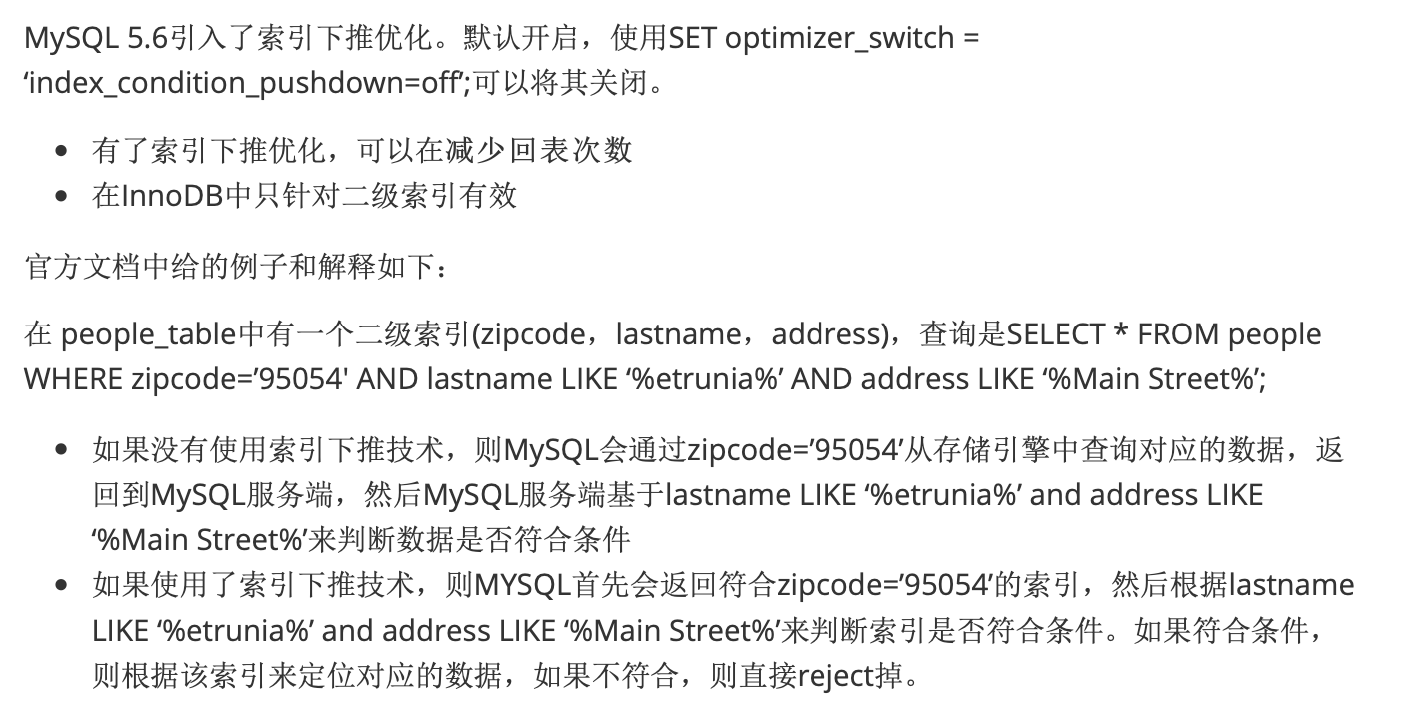 MySQL 5.6引入了索引下推优化。默认开启，使用SET optimizer_switch =
‘index_condition_pushdown=off’;可以将其关闭。
• 有了索引下推优化，可以在减少回表次数
• 在InnoDB中只针对二级索引有效
官方文档中给的例子和解释如下：
在 people_table中有一个二级索引(zipcode，lastname，address)，查询是SELECT * FROM people
WHERE zipcode=’95054′ AND lastname LIKE ‘%etrunia%’ AND address LIKE ‘%Main Street%’;
• 如果没有使用索引下推技术，则MySQL会通过zipcode=’95054’从存储引擎中查询对应的数据，返
回到MySQL服务端，然后MySQL服务端基于lastname LIKE ‘%etrunia%’ and address LIKE
‘%Main Street%’来判断数据是否符合条件
• 如果使用了索引下推技术，则MYSQL首先会返回符合zipcode=’95054’的索引，然后根据lastname
LIKE ‘%etrunia%’ and address LIKE ‘%Main Street%’来判断索引是否符合条件。如果符合条件，
则根据该索引来定位对应的数据，如果不符合，则直接reject掉。